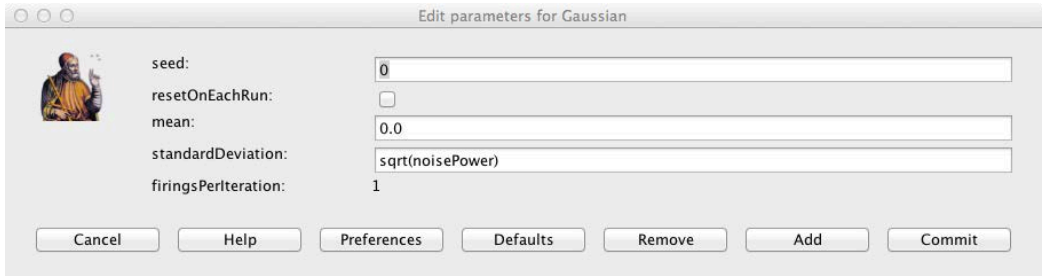 Edit parameters for Gaussian
seed: 0
resetOnEachRun:
mean: 0.0
standardDeviation: sqrt(noisePower)
firingsPerIteration: 1
Cancel Help Preferences Defaults Remove Add Commit